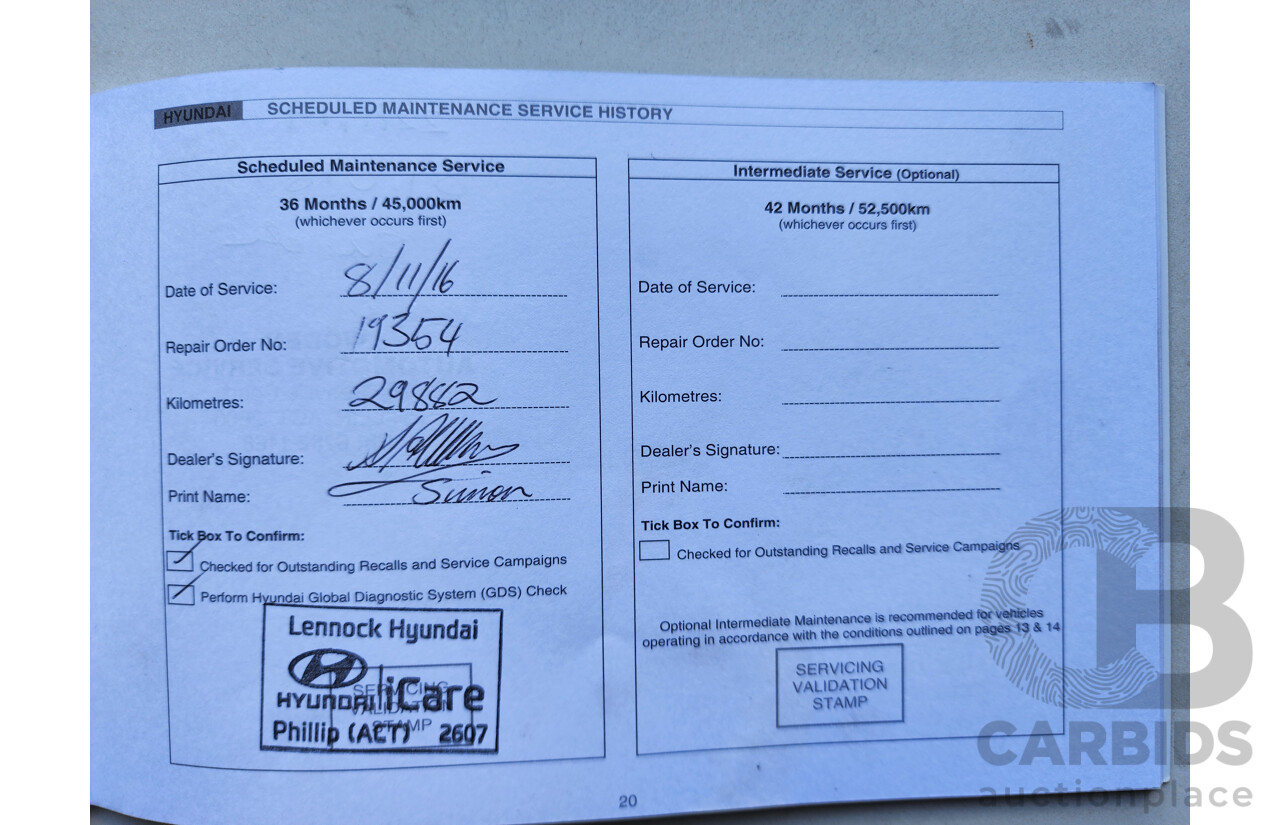 HYUNDAI SCHEDULED MAINTENANCE SERVICE HISTORY
Scheduled Maintenance Service
36 Months / 45,000km
(whichever occurs first)
Date of Service: 8/11/16
Repair Order No: 19354
Kilometres: 29882
Dealer's Signature:
Print Name: Simon
Tick Box To Confirm:
Checked for Outstanding Recalls and Service Campaigns
Perform Hyundai Global Diagnostic System (GDS) Check
Lennock Hyundai
HYUNDAI iCare
Phillip (ACT) 2607
SERVICING
VALIDATION
STAMP
Intermediate Service (Optional)
42 Months / 52,500km
(whichever occurs first)
Date of Service:
Repair Order No:
Kilometres:
Dealer's Signature:
Print Name:
Tick Box To Confirm:
Checked for Outstanding Recalls and Service Campaigns
Optional Intermediate Maintenance is recommended for vehicles
operating in accordance with the conditions outlined on pages 13 & 14
SERVICING
VALIDATION
STAMP
20
CARBIDS
auctionplace